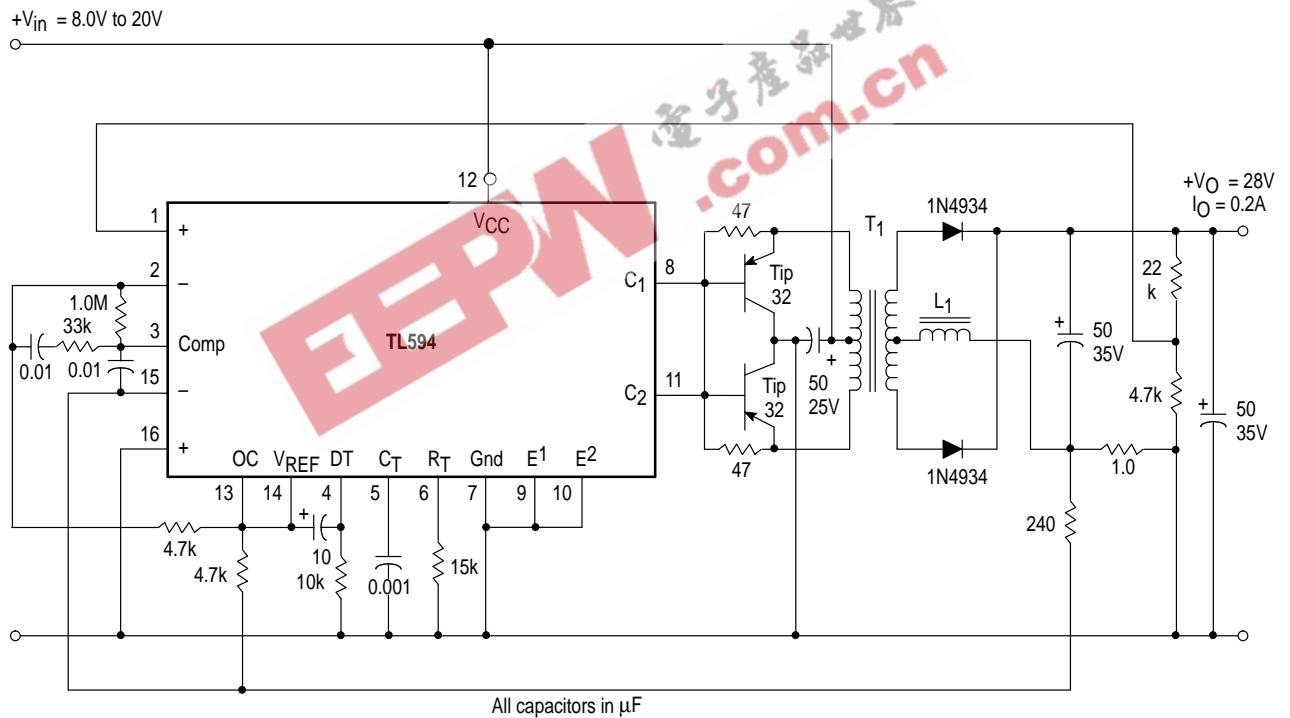 +Vin = 8.0V to 20V
電子產品世界
.com.cn
EEPW
12
VCC
+VO = 28V
IO = 0.2A
1
+
47
T1
1N4934
2
−
C1
8
Tip
32
22
k
1.0M
33k
3
Comp
TL594
L1
+
50
35V
0.01
0.01
15
−
C2
11
Tip
32
+
50
25V
4.7k
+
50
35V
16
+
47
1N4934
1.0
OC
VREF
DT
CT
RT
Gnd
E1
E2
13
14
4
5
6
7
9
10
+
10
4.7k
4.7k
10k
0.001
15k
240
All capacitors in μF